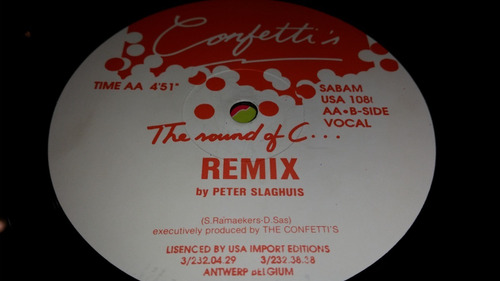 Confetti's
TIME AA 4'51"
SABAM
USA
AA•B-SIDE
VOCAL
The sound of C...
REMIX
by PETER SLAGHUIS
(S.Ramaekers-D.Sas)
executively produced by THE CONFETTI'S
LISENCED BY USA IMPORT EDITIONS
3/232.04.29 3/232.38.38
ANTWERP BELGIUM